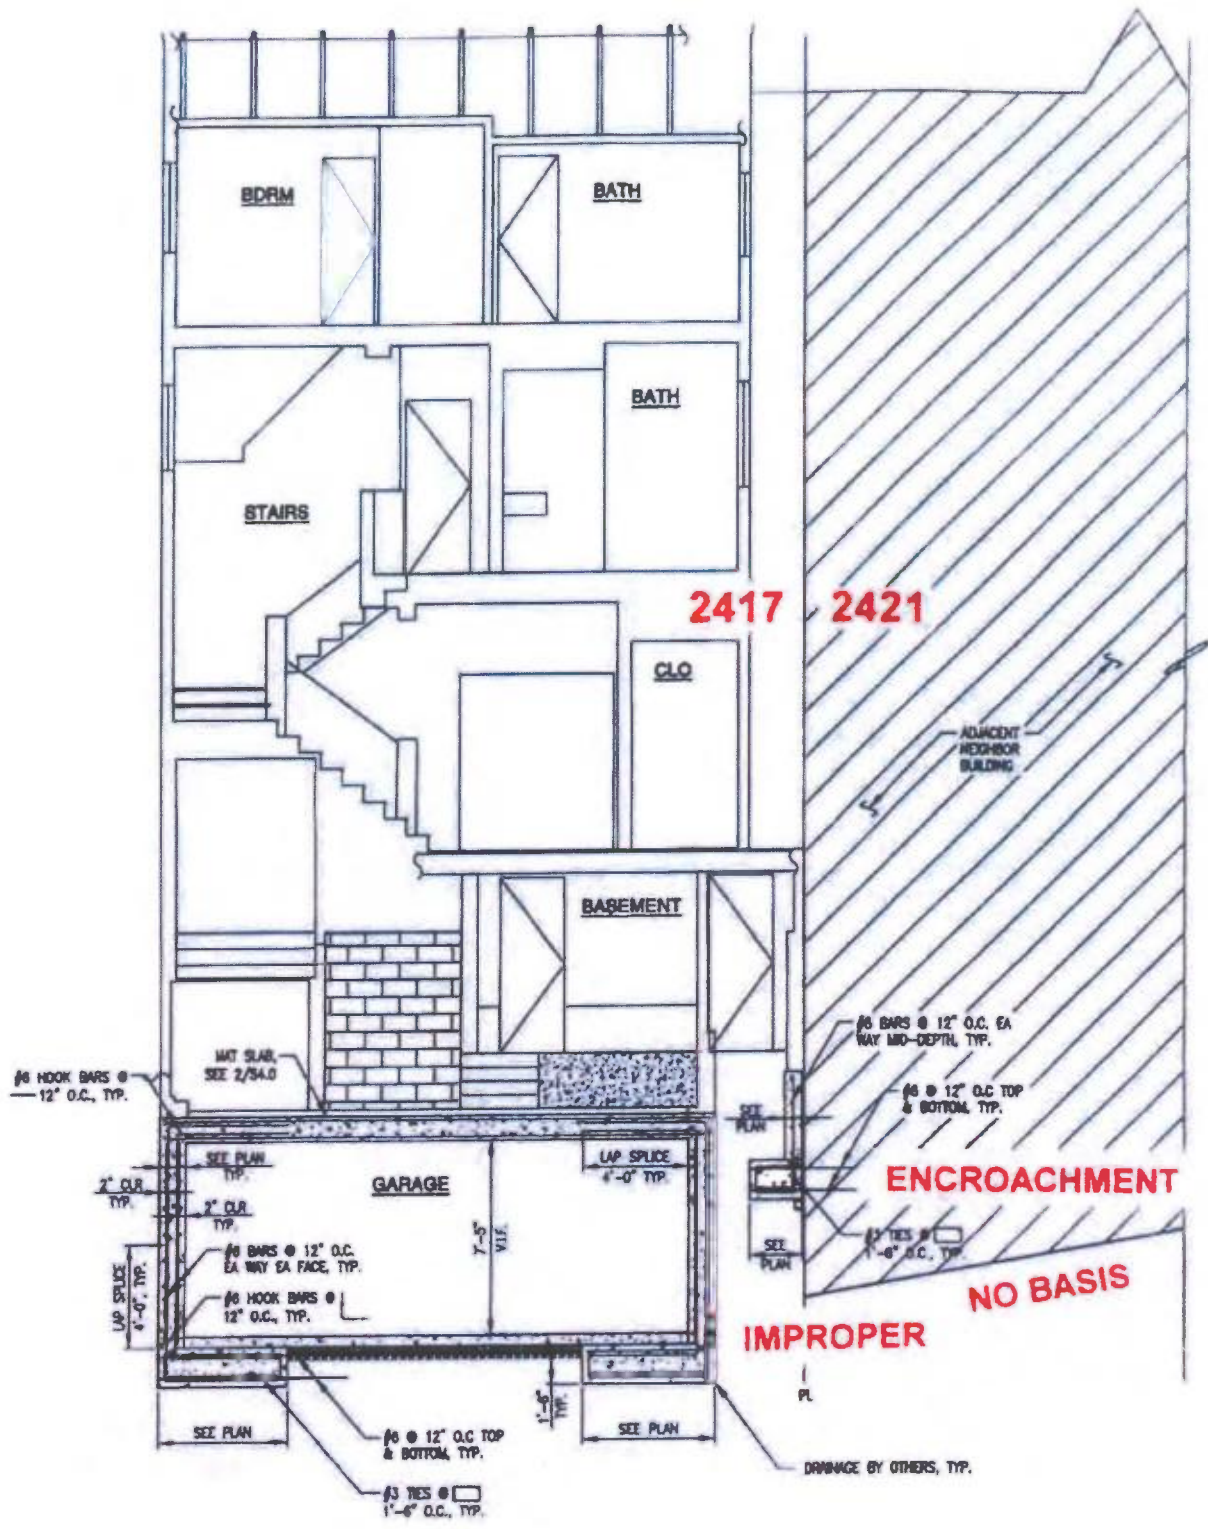 BDRM
BATH
BATH
STAIRS
2417
2421
CLO
ADJACENT
NEIGHBOR
BUILDING
BASEMENT
#6 BARS @ 12" O.C. EA
WAY MID-DEPTH, TYP.
MAT SLAB,
SEE 2/S4.0
#6 HOOK BARS @
12" O.C., TYP.
#6 @ 12" O.C TOP
& BOTTOM, TYP.
SEE
PLAN
SEE PLAN
TYP.
LAP SPLICE
4'-0" TYP.
GARAGE
ENCROACHMENT
2" CLR
TYP.
2" CLR
TYP.
7'-5"
V.I.F.
#3 TIES @
1'-6" O.C., TYP.
SEE
PLAN
#6 BARS @ 12" O.C.
EA WAY EA FACE, TYP.
LAP SPLICE
4'-0", TYP.
#6 HOOK BARS @
12" O.C., TYP.
NO BASIS
IMPROPER
1'-6"
TYP.
PL
SEE PLAN
SEE PLAN
#6 @ 12" O.C TOP
& BOTTOM, TYP.
DRAINAGE BY OTHERS, TYP.
#3 TIES @
1'-6" O.C., TYP.